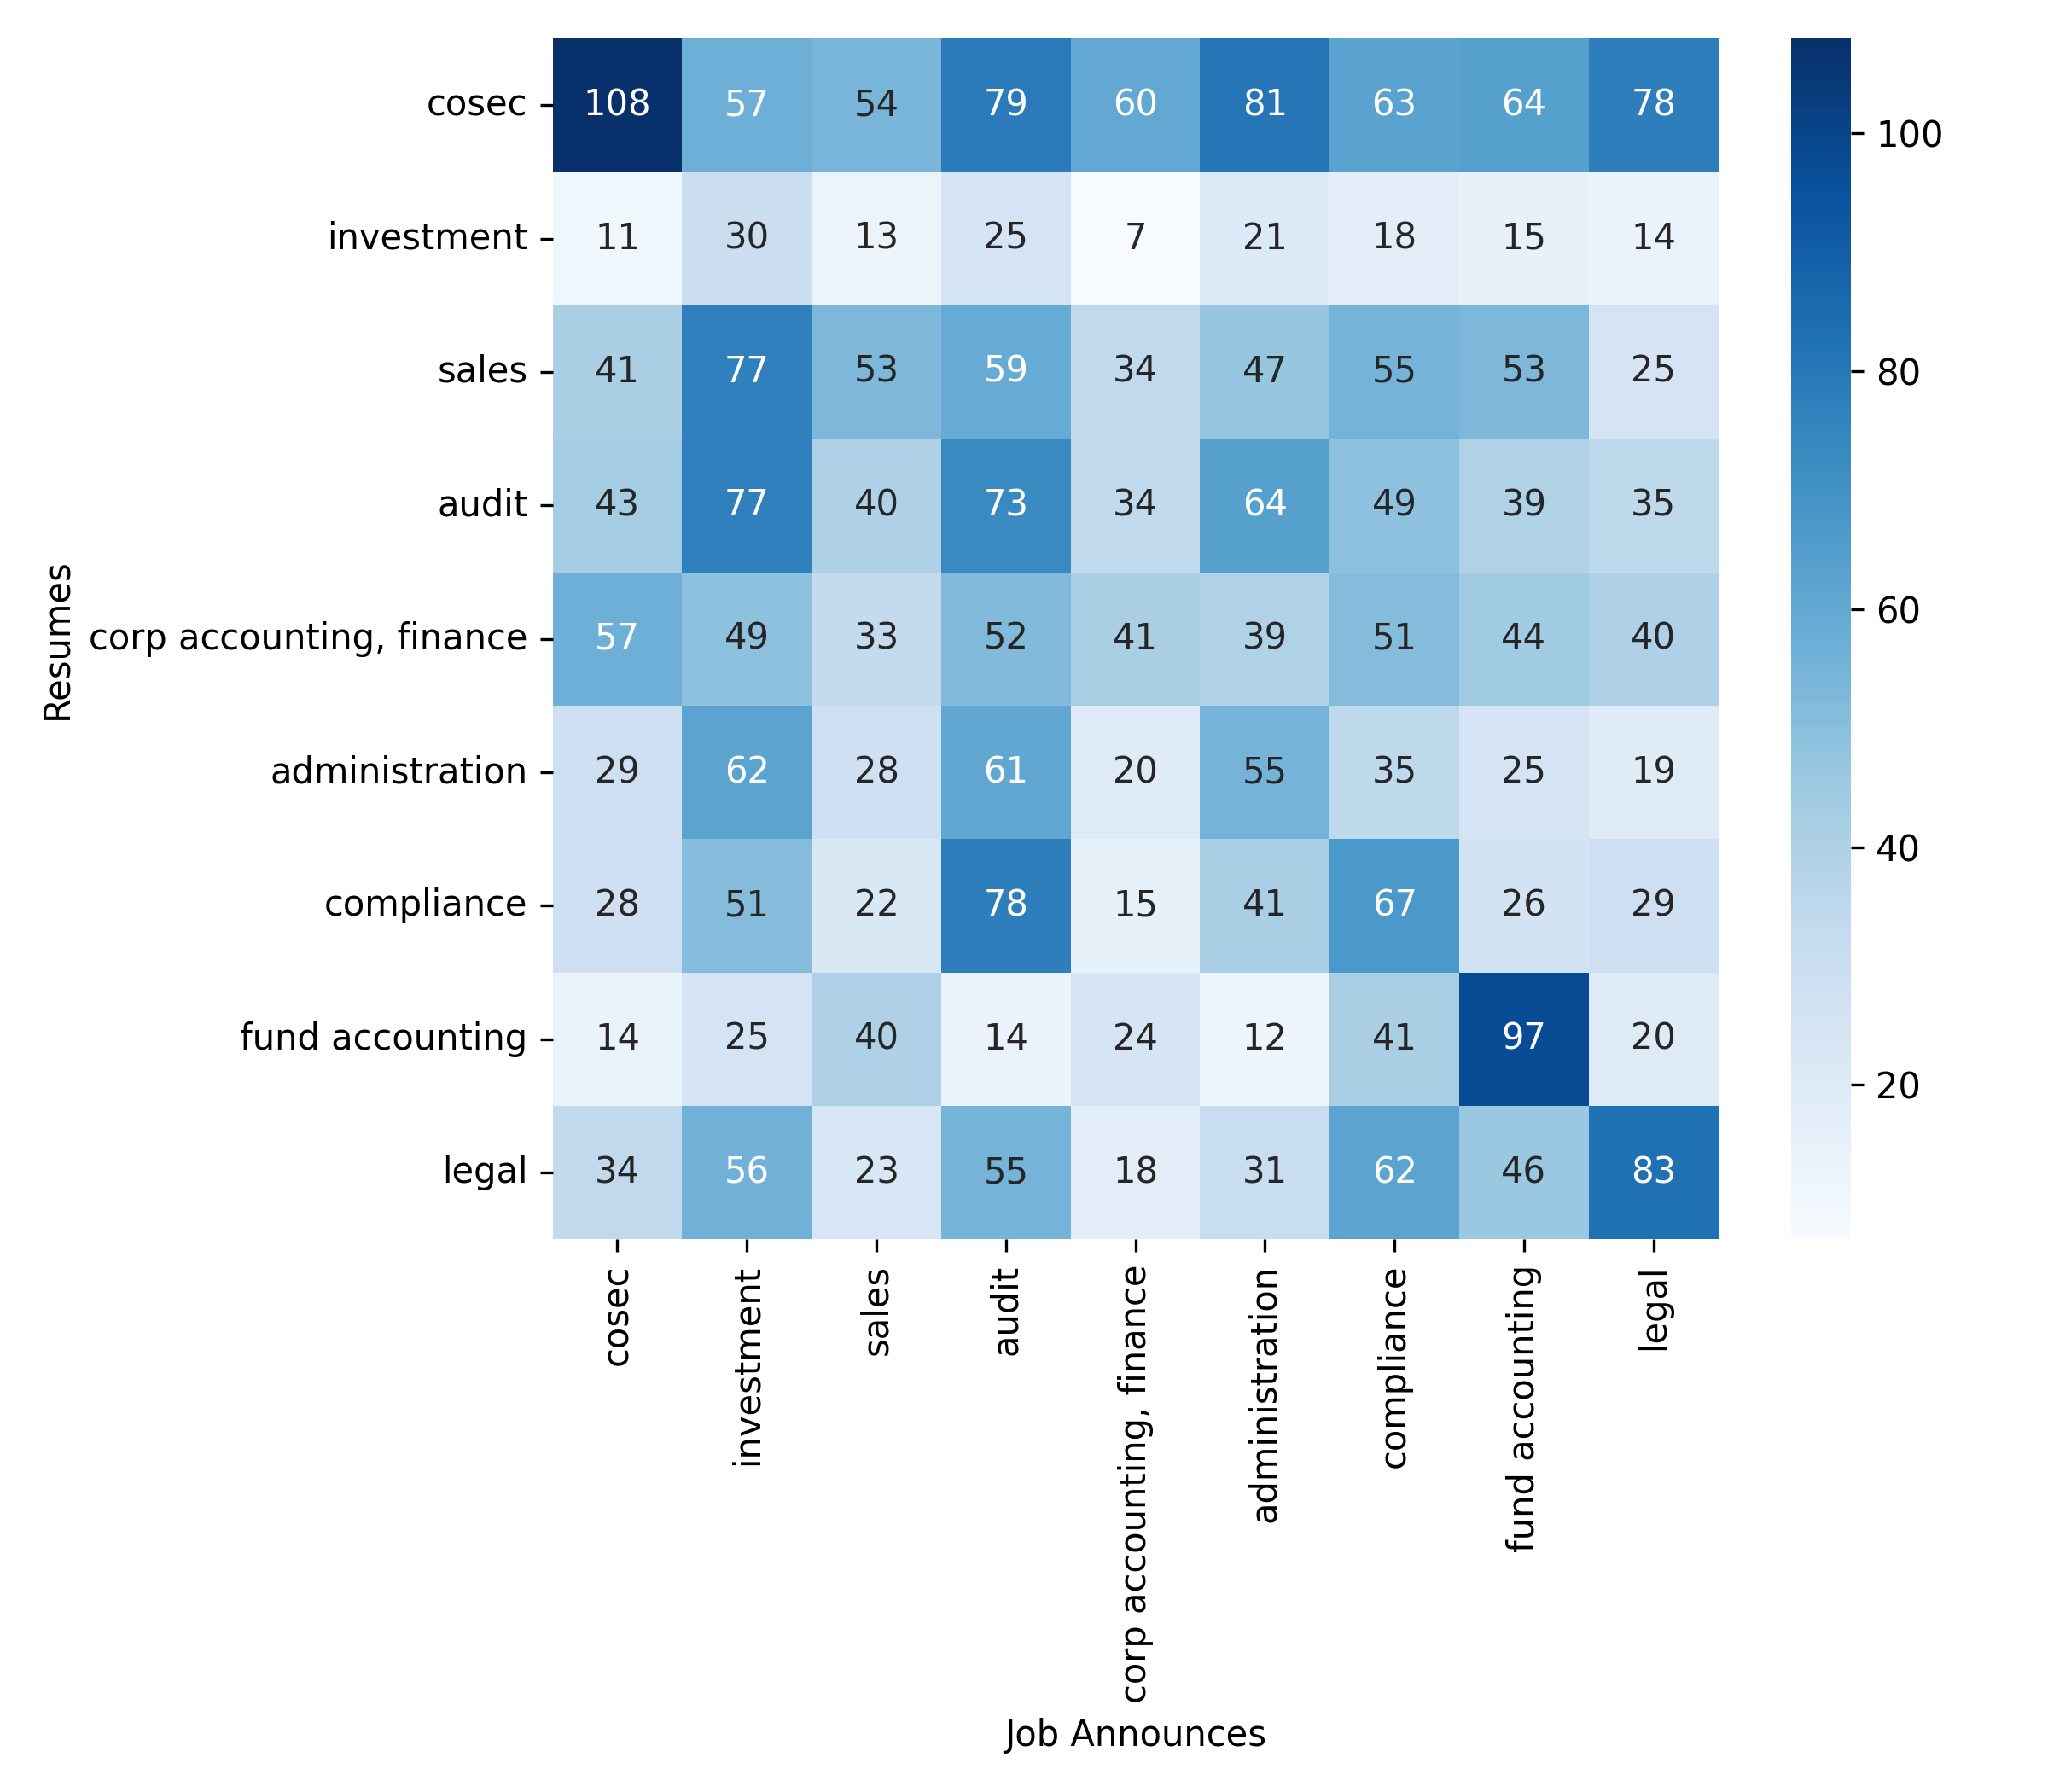 cosec 108 57 54 79 60 81 63 64 78
investment 11 30 13 25 7 21 18 15 14
sales 41 77 53 59 34 47 55 53 25
audit 43 77 40 73 34 64 49 39 35
corp accounting, finance 57 49 33 52 41 39 51 44 40
administration 29 62 28 61 20 55 35 25 19
compliance 28 51 22 78 15 41 67 26 29
fund accounting 14 25 40 14 24 12 41 97 20
legal 34 56 23 55 18 31 62 46 83
Resumes
cosec
investment
sales
audit
corp accounting, finance
administration
compliance
fund accounting
legal
Job Announces
100
80
60
40
20